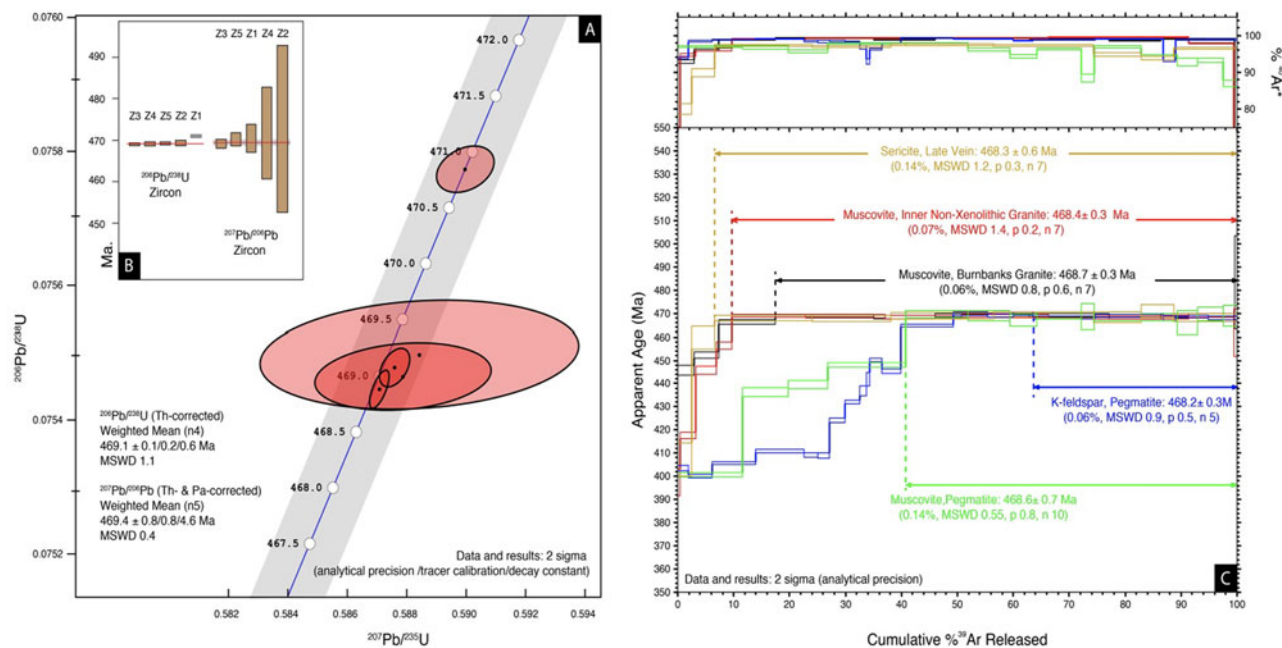 A
0.0760
0.0758
0.0756
0.0754
0.0752
²⁰⁶Pb/²³⁸U
472.0
471.5
471.0
470.5
470.0
469.5
469.0
468.5
468.0
467.5
490
480
470
460
450
Ma.
Z3 Z5 Z1 Z4 Z2
Z3 Z4 Z5 Z2 Z1
²⁰⁶Pb/²³⁸U
Zircon
²⁰⁷Pb/²⁰⁶Pb
Zircon
B
²⁰⁶Pb/²³⁸U (Th-corrected)
Weighted Mean (n4)
469.1 ± 0.1/0.2/0.6 Ma
MSWD 1.1
²⁰⁷Pb/²⁰⁶Pb (Th- & Pa-corrected)
Weighted Mean (n5)
469.4 ± 0.8/0.8/4.6 Ma
MSWD 0.4
Data and results: 2 sigma
(analytical precision /tracer calibration/decay constant)
0.582 0.584 0.586 0.588 0.590 0.592 0.594
²⁰⁷Pb/²³⁵U
100
90
80
% ⁴⁰Ar*
550
540
530
520
510
500
490
480
470
460
450
440
430
420
410
400
390
380
370
360
350
Apparent Age (Ma)
Sericite, Late Vein: 468.3 ± 0.6 Ma
(0.14%, MSWD 1.2, p 0.3, n 7)
Muscovite, Inner Non-Xenolithic Granite: 468.4± 0.3 Ma
(0.07%, MSWD 1.4, p 0.2, n 7)
Muscovite, Burnbanks Granite: 468.7 ± 0.3 Ma
(0.06%, MSWD 0.8, p 0.6, n 7)
K-feldspar, Pegmatite: 468.2± 0.3M
(0.06%, MSWD 0.9, p 0.5, n 5)
Muscovite,Pegmatite: 468.6± 0.7 Ma
(0.14%, MSWD 0.55, p 0.8, n 10)
Data and results: 2 sigma (analytical precision)
C
0 10 20 30 40 50 60 70 80 90 100
Cumulative %³⁹Ar Released